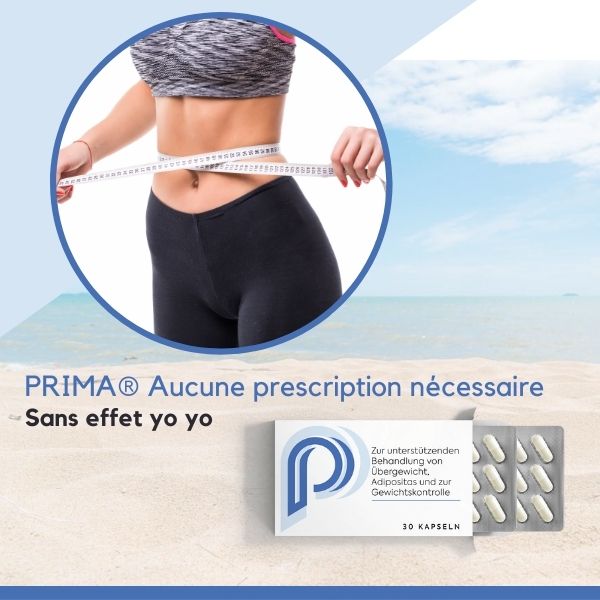 PRIMA® Aucune prescription nécessaire
Sans effet yo yo
Zur unterstützenden
Behandlung von
Übergewicht,
Adipositas und zur
Gewichtskontrolle
30 KAPSELN